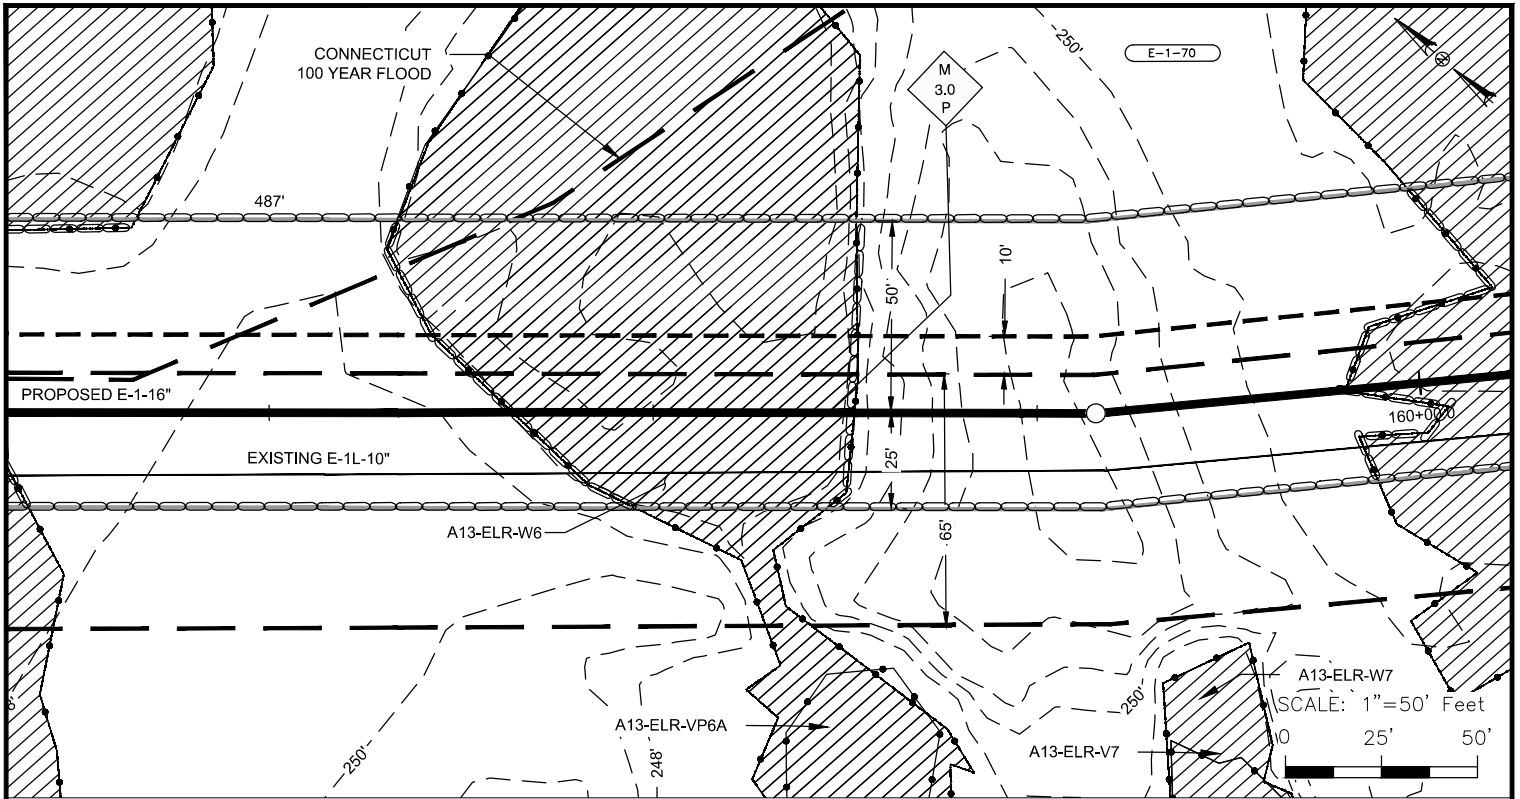 CONNECTICUT
100 YEAR FLOOD
250'
E-1-70
N
M
3.0
P
487'
10'
50'
PROPOSED E-1-16"
160+00
EXISTING E-1L-10"
25'
65'
A13-ELR-W6
A13-ELR-W7
SCALE: 1"=50' Feet
0 25' 50'
A13-ELR-VP6A
250'
A13-ELR-V7
250'
248'